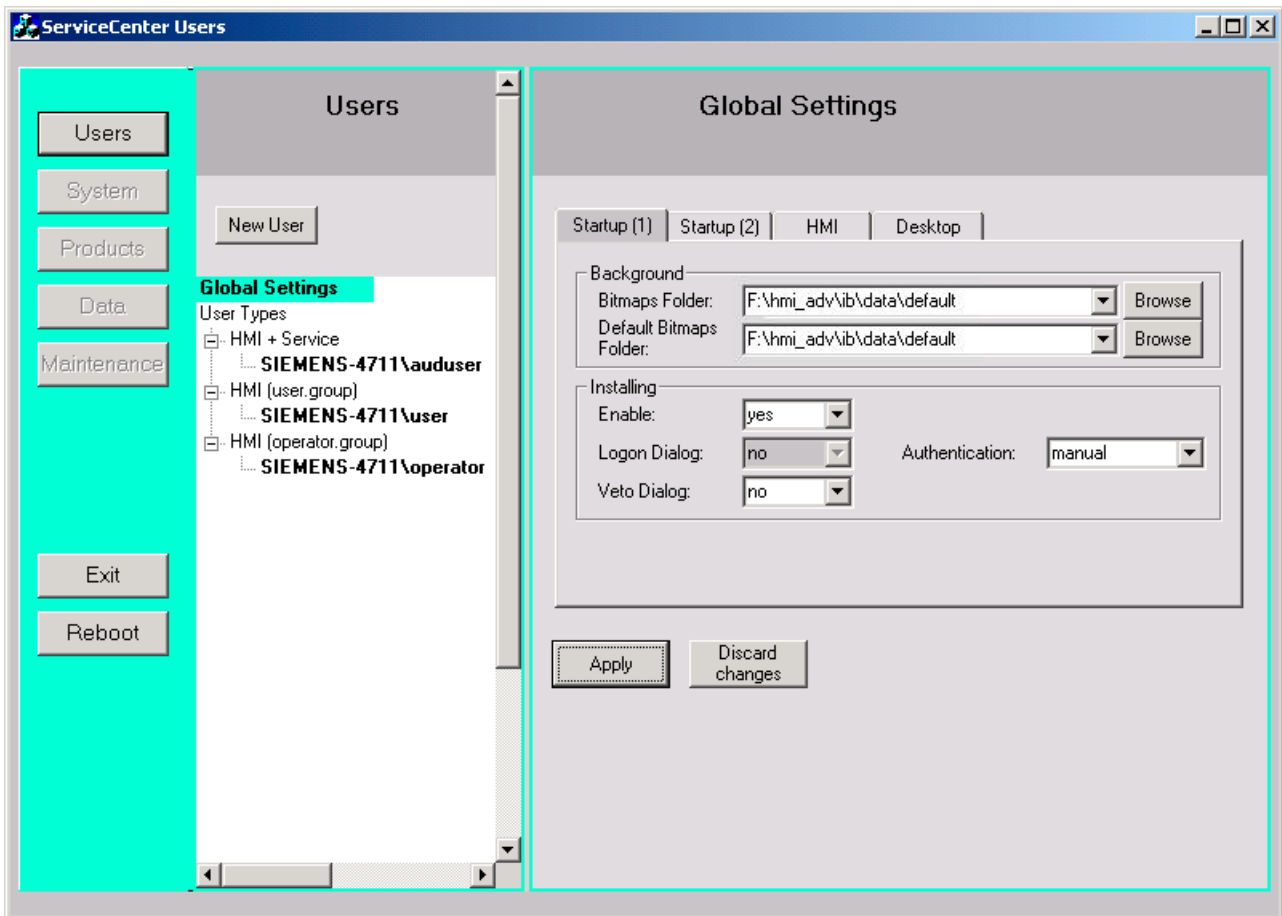 ServiceCenter Users
Users
System
Products
Data
Maintenance
Exit
Reboot
Users
New User
Global Settings
User Types
HMI + Service
SIEMENS-4711\auduser
HMI (user.group)
SIEMENS-4711\user
HMI (operator.group)
SIEMENS-4711\operator
Global Settings
Startup (1) Startup (2) HMI Desktop
Background
Bitmaps Folder: F:\hmi_adv\ib\data\default Browse
Default Bitmaps
Folder: F:\hmi_adv\ib\data\default Browse
Installing
Enable: yes
Logon Dialog: no Authentication: manual
Veto Dialog: no
Apply
Discard
changes